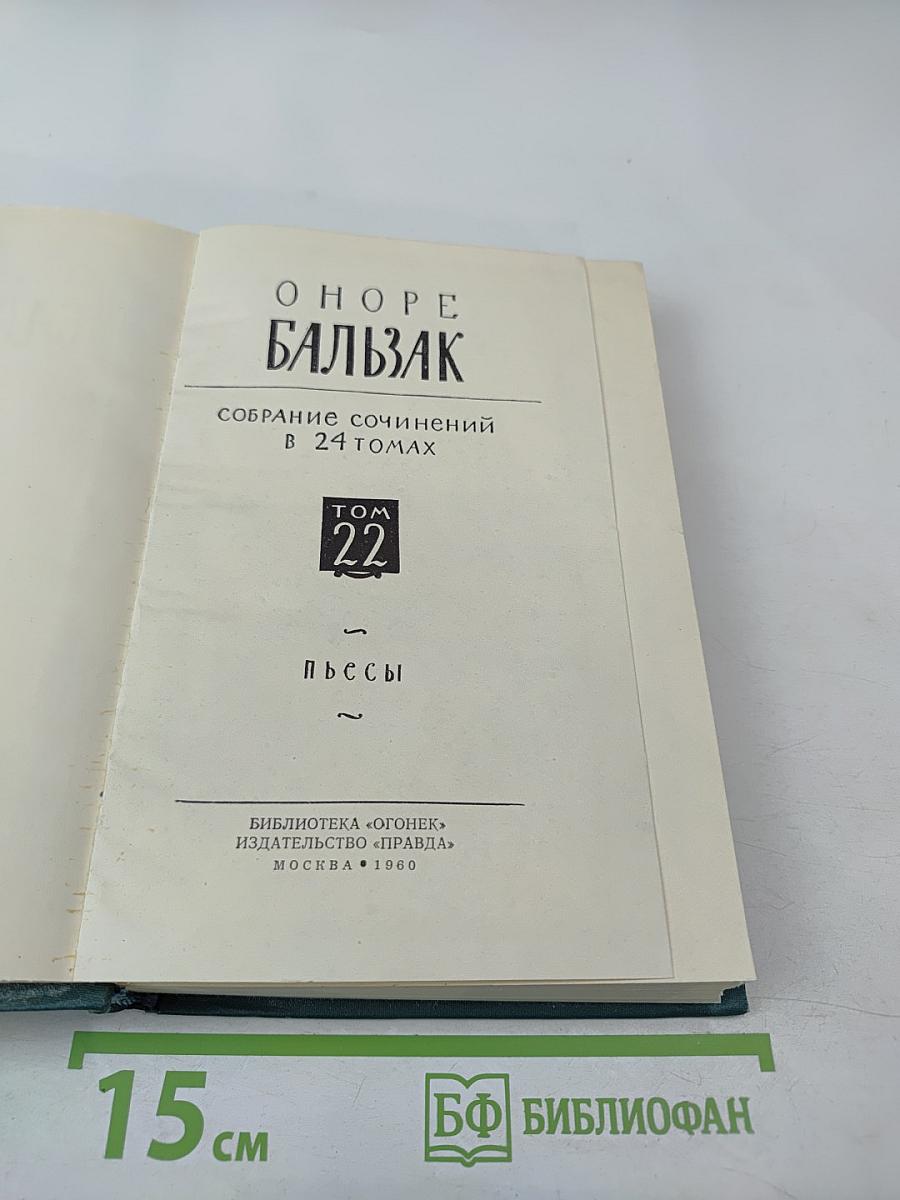 ОНОРЕ
БАЛЬЗАК
СОБРАНИЕ СОЧИНЕНИЙ
В 24 ТОМАХ
ТОМ
22
ПЬЕСЫ
БИБЛИОТЕКА «ОГОНЕК»
ИЗДАТЕЛЬСТВО «ПРАВДА»
МОСКВА • 1960
15 см
БФ БИБЛИОФАН